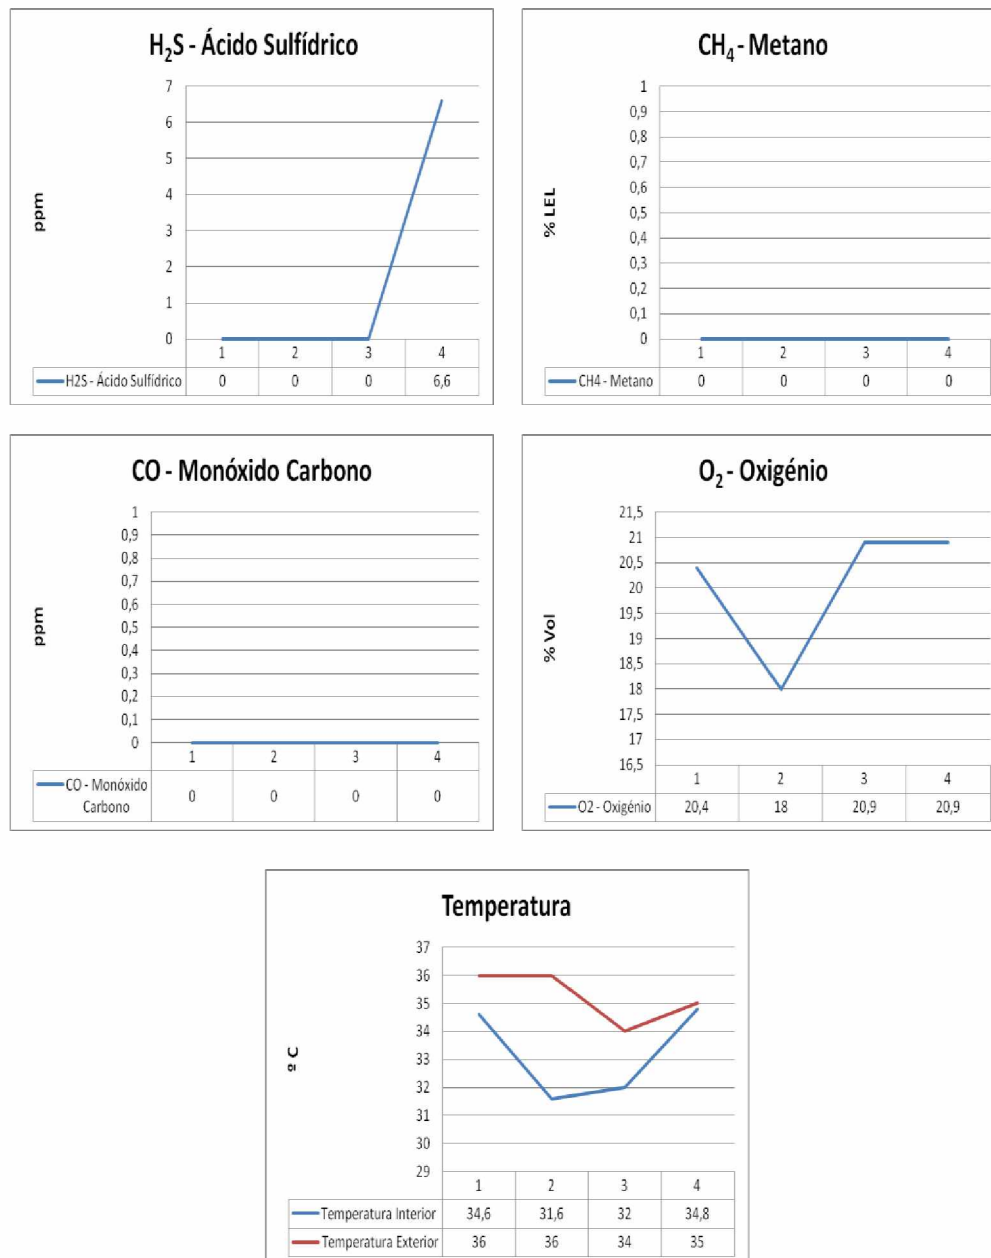 H₂S - Ácido Sulfídrico
ppm
7
6
5
4
3
2
1
0
1 2 3 4
H2S - Ácido Sulfídrico 0 0 0 6,6
CH₄ - Metano
% LEL
1
0,9
0,8
0,7
0,6
0,5
0,4
0,3
0,2
0,1
0
1 2 3 4
CH4 - Metano 0 0 0 0
CO - Monóxido Carbono
ppm
1
0,9
0,8
0,7
0,6
0,5
0,4
0,3
0,2
0,1
0
1 2 3 4
CO - Monóxido
Carbono 0 0 0 0
O₂ - Oxigénio
% Vol
21,5
21
20,5
20
19,5
19
18,5
18
17,5
17
16,5
1 2 3 4
O2 - Oxigénio 20,4 18 20,9 20,9
Temperatura
º C
37
36
35
34
33
32
31
30
29
1 2 3 4
Temperatura Interior 34,6 31,6 32 34,8
Temperatura Exterior 36 36 34 35